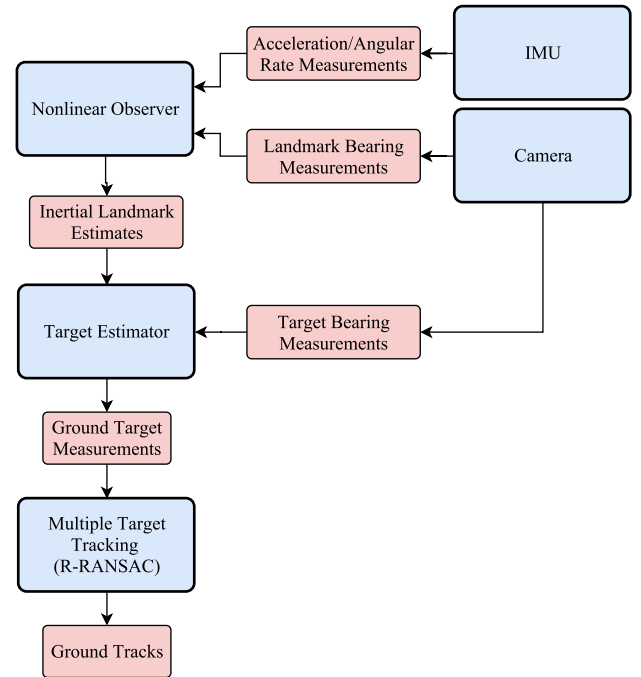 Acceleration/Angular
Rate Measurements
IMU
Nonlinear Observer
Landmark Bearing
Measurements
Camera
Inertial Landmark
Estimates
Target Estimator
Target Bearing
Measurements
Ground Target
Measurements
Multiple Target
Tracking
(R-RANSAC)
Ground Tracks